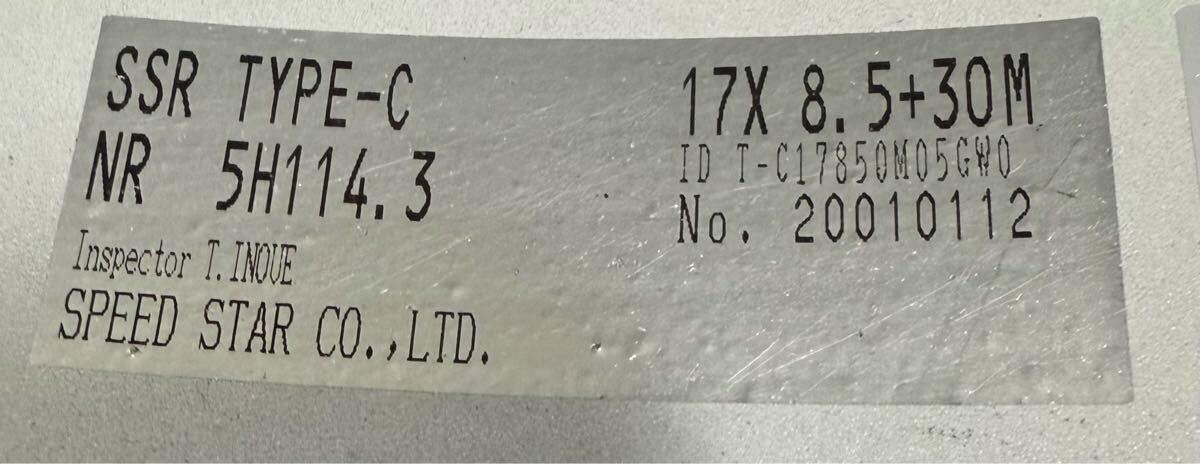 SSR TYPE-C
NR 5H114.3
Inspector T.INOUE
SPEED STAR CO.,LTD.
17X 8.5+30M
ID T-C17850M05GW0
No. 20010112